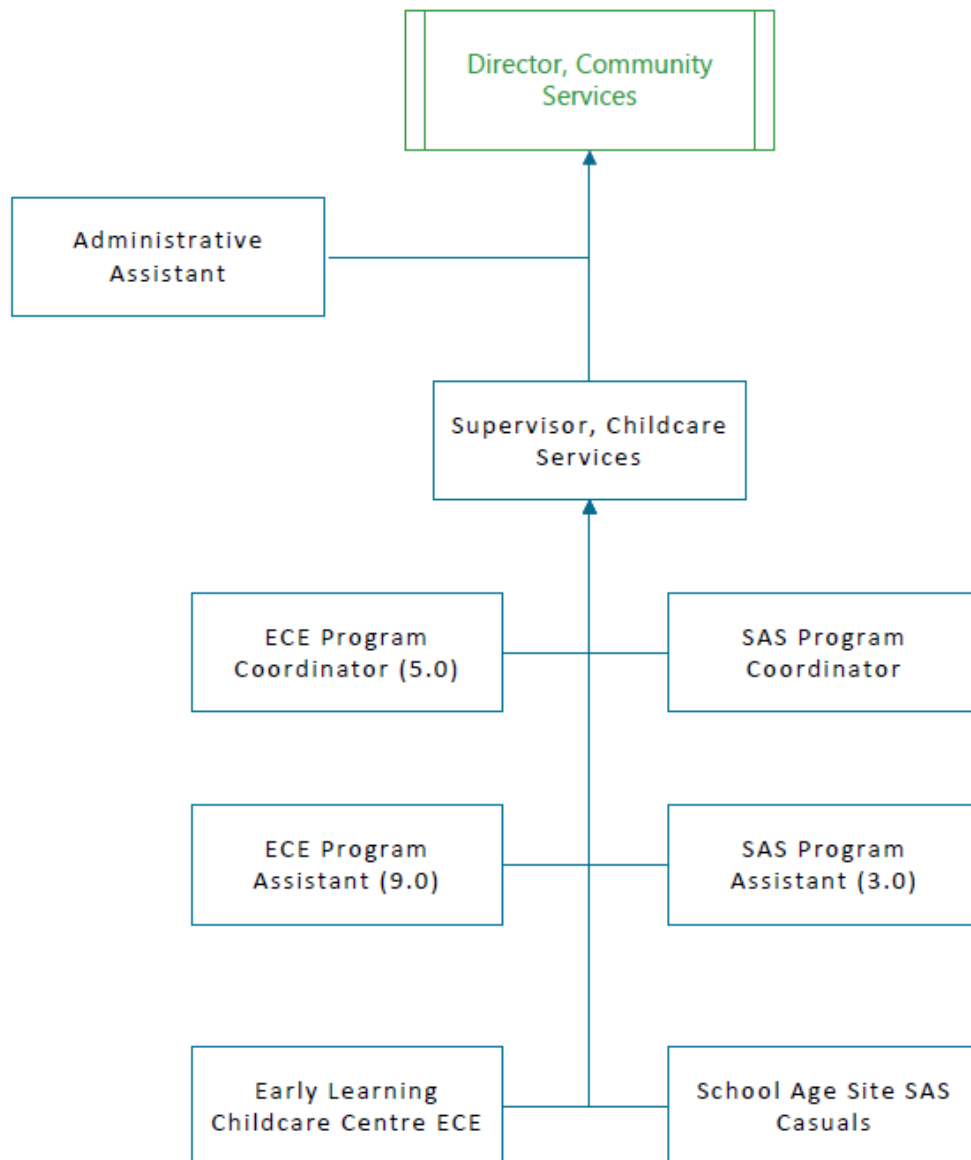 Director, Community
Services
Administrative
Assistant
Supervisor, Childcare
Services
ECE Program
Coordinator (5.0)
SAS Program
Coordinator
ECE Program
Assistant (9.0)
SAS Program
Assistant (3.0)
Early Learning
Childcare Centre ECE
School Age Site SAS
Casuals